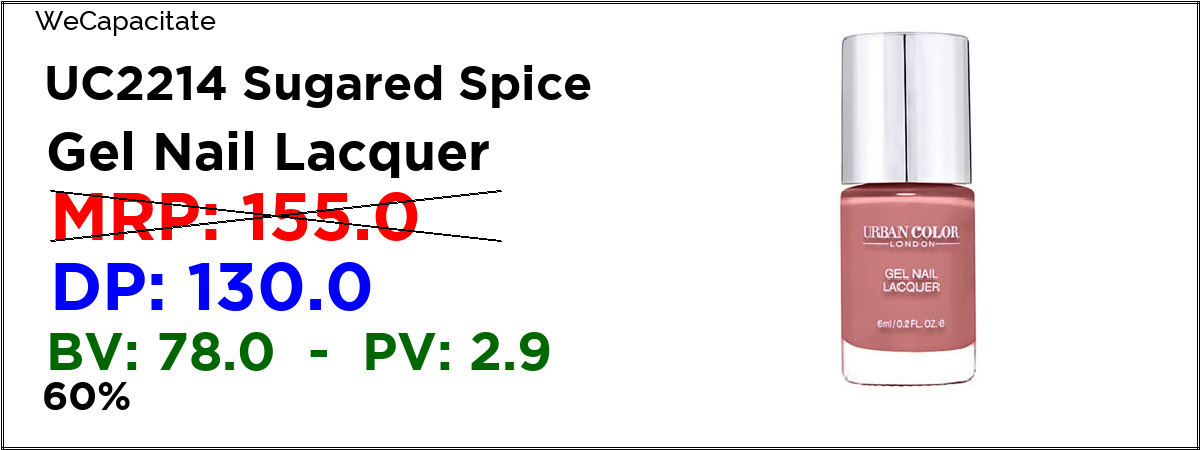 WeCapacitate
UC2214 Sugared Spice
Gel Nail Lacquer
MRP: 155.0
DP: 130.0
BV: 78.0 - PV: 2.9
60%
URBAN COLOR
LONDON
GEL NAIL
LACQUER
6ml / 0.2 FL. OZ. e